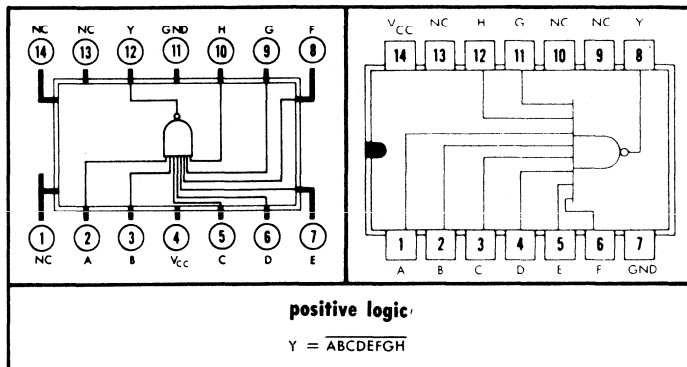 NC NC Y GND H G F
14 13 12 11 10 9 8
1 2 3 4 5 6 7
NC A B VCC C D E
VCC NC H G NC NC Y
14 13 12 11 10 9 8
1 2 3 4 5 6 7
A B C D E F GND
positive logic
Y = \overline{ABCDEFGH}